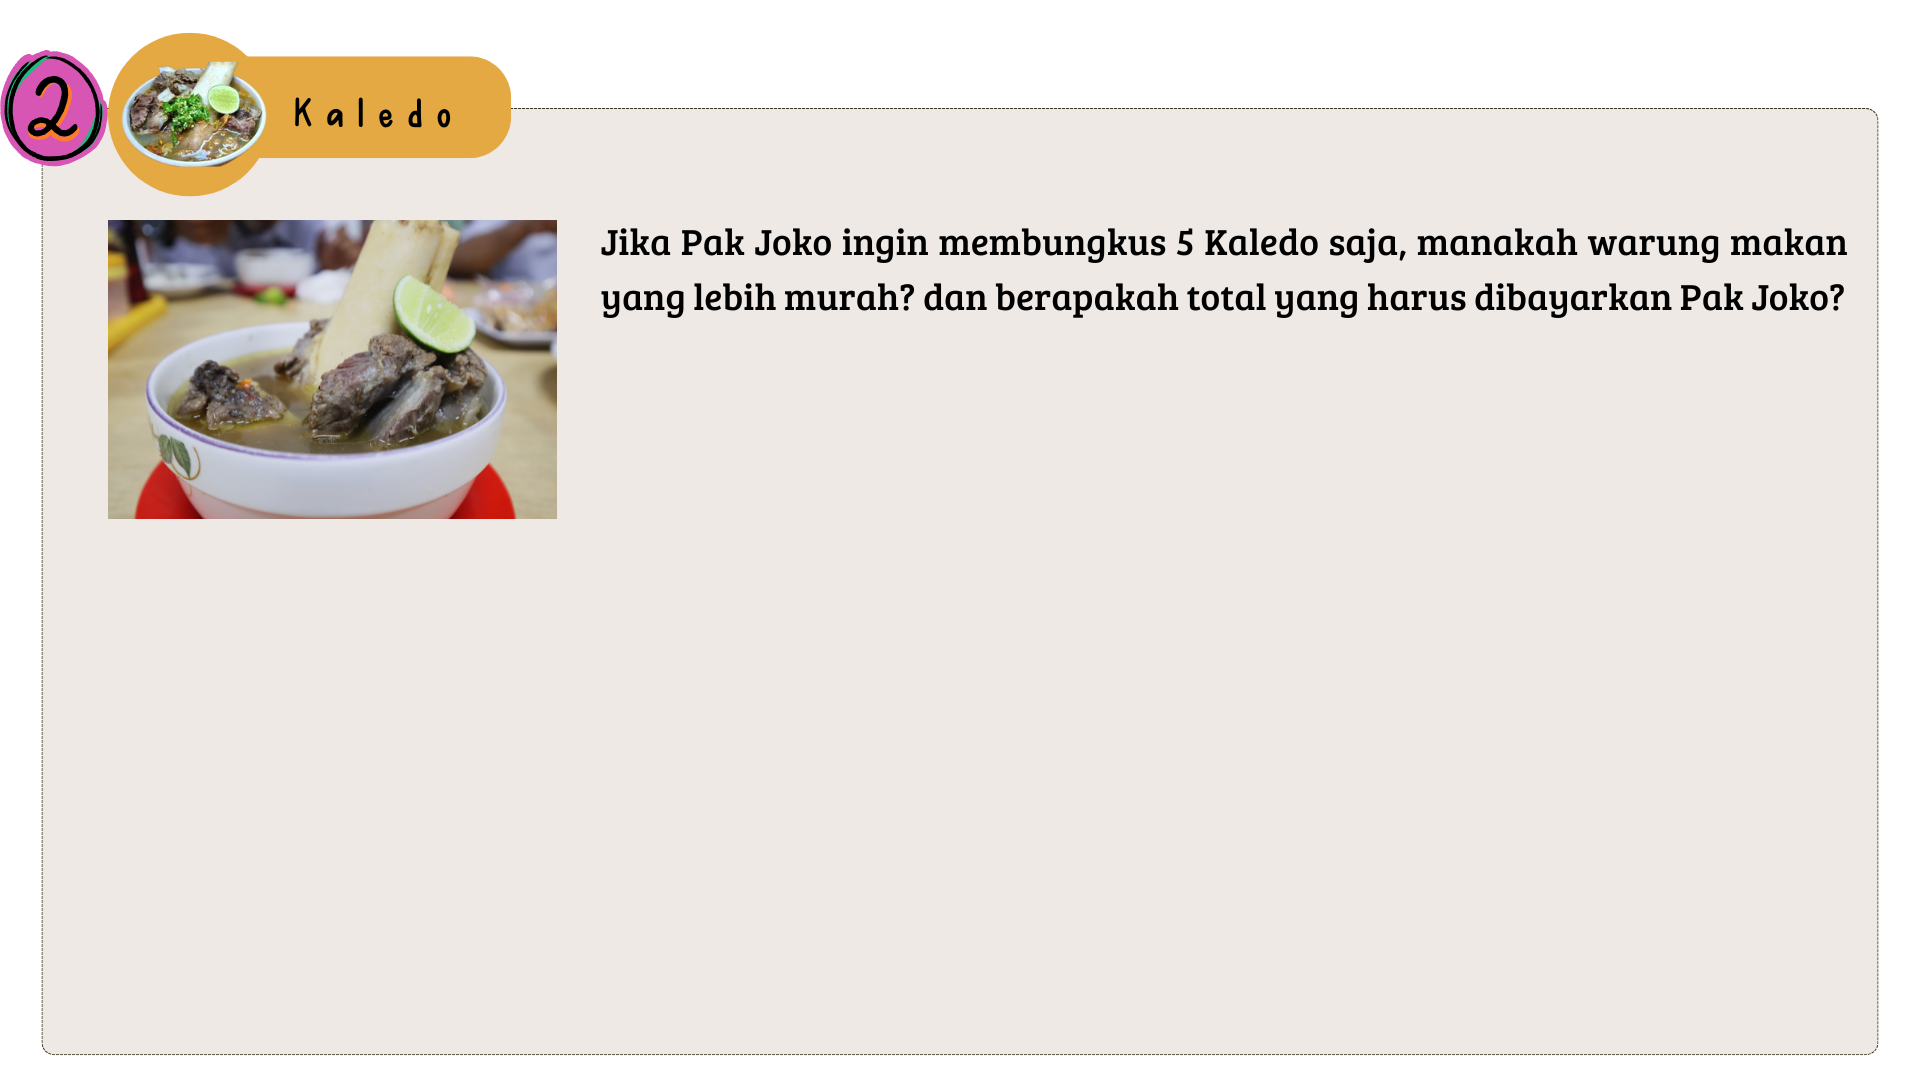 2
Kaledo
Jika Pak Joko ingin membungkus 5 Kaledo saja, manakah warung makan
yang lebih murah? dan berapakah total yang harus dibayarkan Pak Joko?